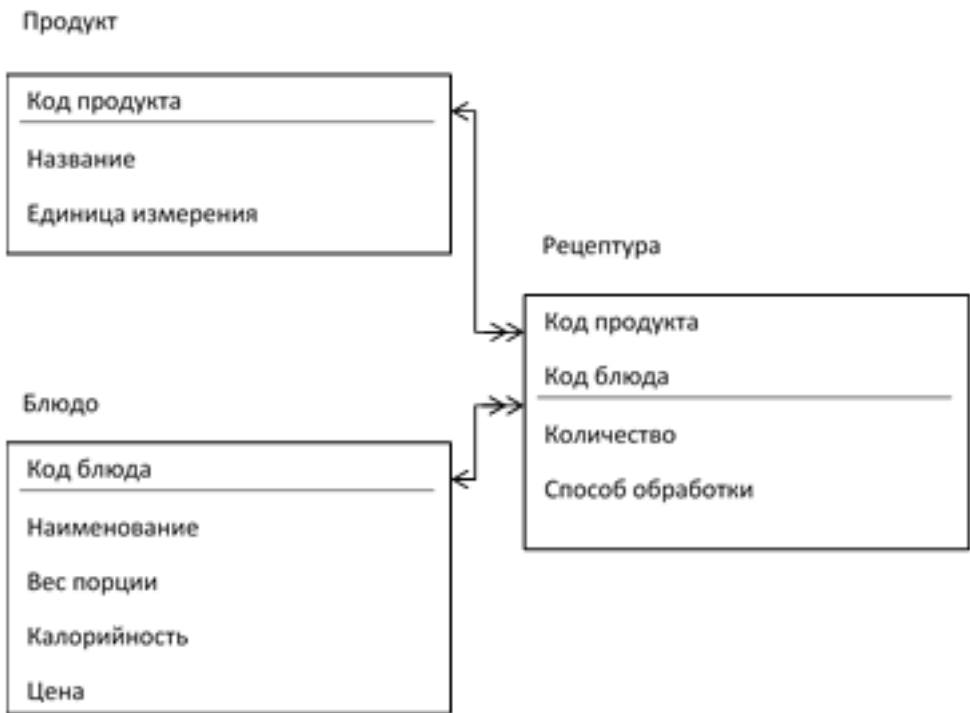 Продукт
Код продукта
Название
Единица измерения
Рецептура
Код продукта
Код блюда
Количество
Способ обработки
Блюдо
Код блюда
Наименование
Вес порции
Калорийность
Цена